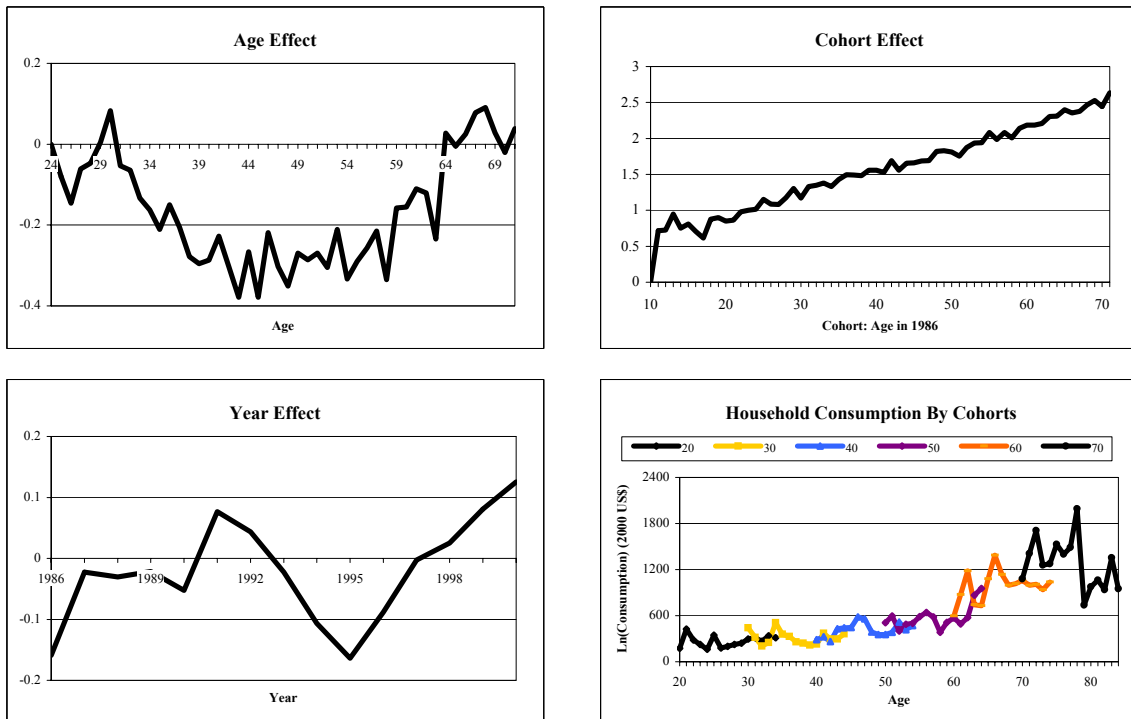 Age Effect
0.2
0
24 29 34 39 44 49 54 59 64 69
-0.2
-0.4
Age
Cohort Effect
3
2.5
2
1.5
1
0.5
0
10 20 30 40 50 60 70
Cohort: Age in 1986
Year Effect
0.2
0.1
0
1986 1989 1992 1995 1998
-0.1
-0.2
Year
Household Consumption By Cohorts
20 30 40 50 60 70
Ln(Consumption) (2000 US$)
2400
1800
1200
600
0
20 30 40 50 60 70 80
Age